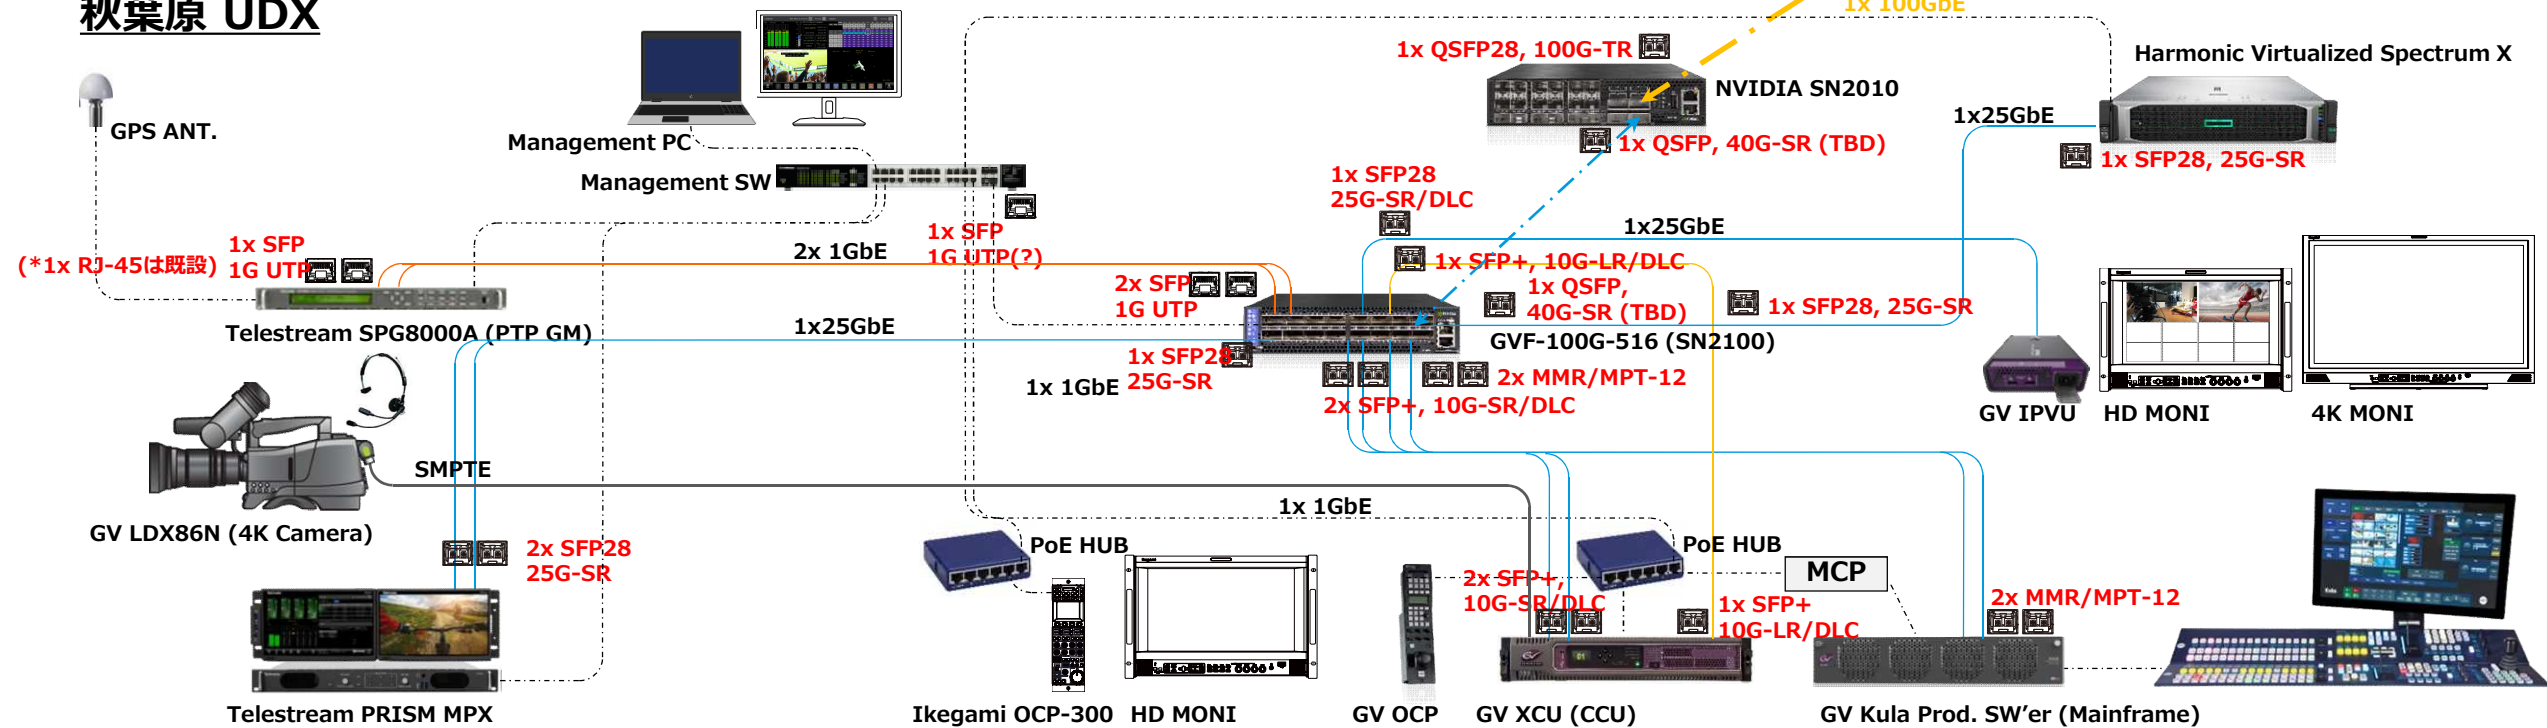 秋葉原 UDX
1x 100GbE
1x QSFP28, 100G-TR
Harmonic Virtualized Spectrum X
NVIDIA SN2010
GPS ANT.
Management PC
1x QSFP, 40G-SR (TBD)
1x25GbE
1x SFP28, 25G-SR
Management SW
1x SFP28
25G-SR/DLC
1x25GbE
1x SFP
1G UTP
(*1x RJ-45は既設)
2x 1GbE
1x SFP
1G UTP(?)
1x SFP+, 10G-LR/DLC
2x SFP
1G UTP
1x QSFP,
40G-SR (TBD)
1x SFP28, 25G-SR
Telestream SPG8000A (PTP GM)
1x25GbE
GVF-100G-516 (SN2100)
1x SFP28
25G-SR
1x 1GbE
2x MMR/MPT-12
2x SFP+, 10G-SR/DLC
GV IPVU
HD MONI
4K MONI
SMPTE
1x 1GbE
GV LDX86N (4K Camera)
2x SFP28
25G-SR
PoE HUB
PoE HUB
MCP
2x SFP+,
10G-SR/DLC
1x SFP+
10G-LR/DLC
2x MMR/MPT-12
Telestream PRISM MPX
Ikegami OCP-300
HD MONI
GV OCP
GV XCU (CCU)
GV Kula Prod. SW'er (Mainframe)